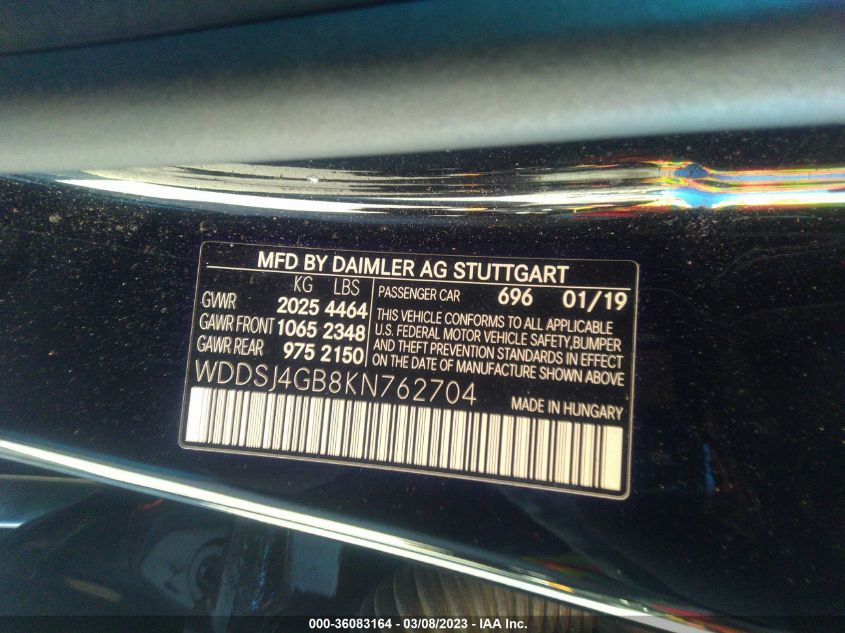 MFD BY DAIMLER AG STUTTGART
KG LBS
GVWR 2025 4464
GAWR FRONT 1065 2348
GAWR REAR 975 2150
PASSENGER CAR 696 01/19
THIS VEHICLE CONFORMS TO ALL APPLICABLE
U.S. FEDERAL MOTOR VEHICLE SAFETY,BUMPER
AND THEFT PREVENTION STANDARDS IN EFFECT
ON THE DATE OF MANUFACTURE SHOWN ABOVE
WDDSJ4GB8KN762704
MADE IN HUNGARY
000-36083164 - 03/08/2023 - IAA Inc.